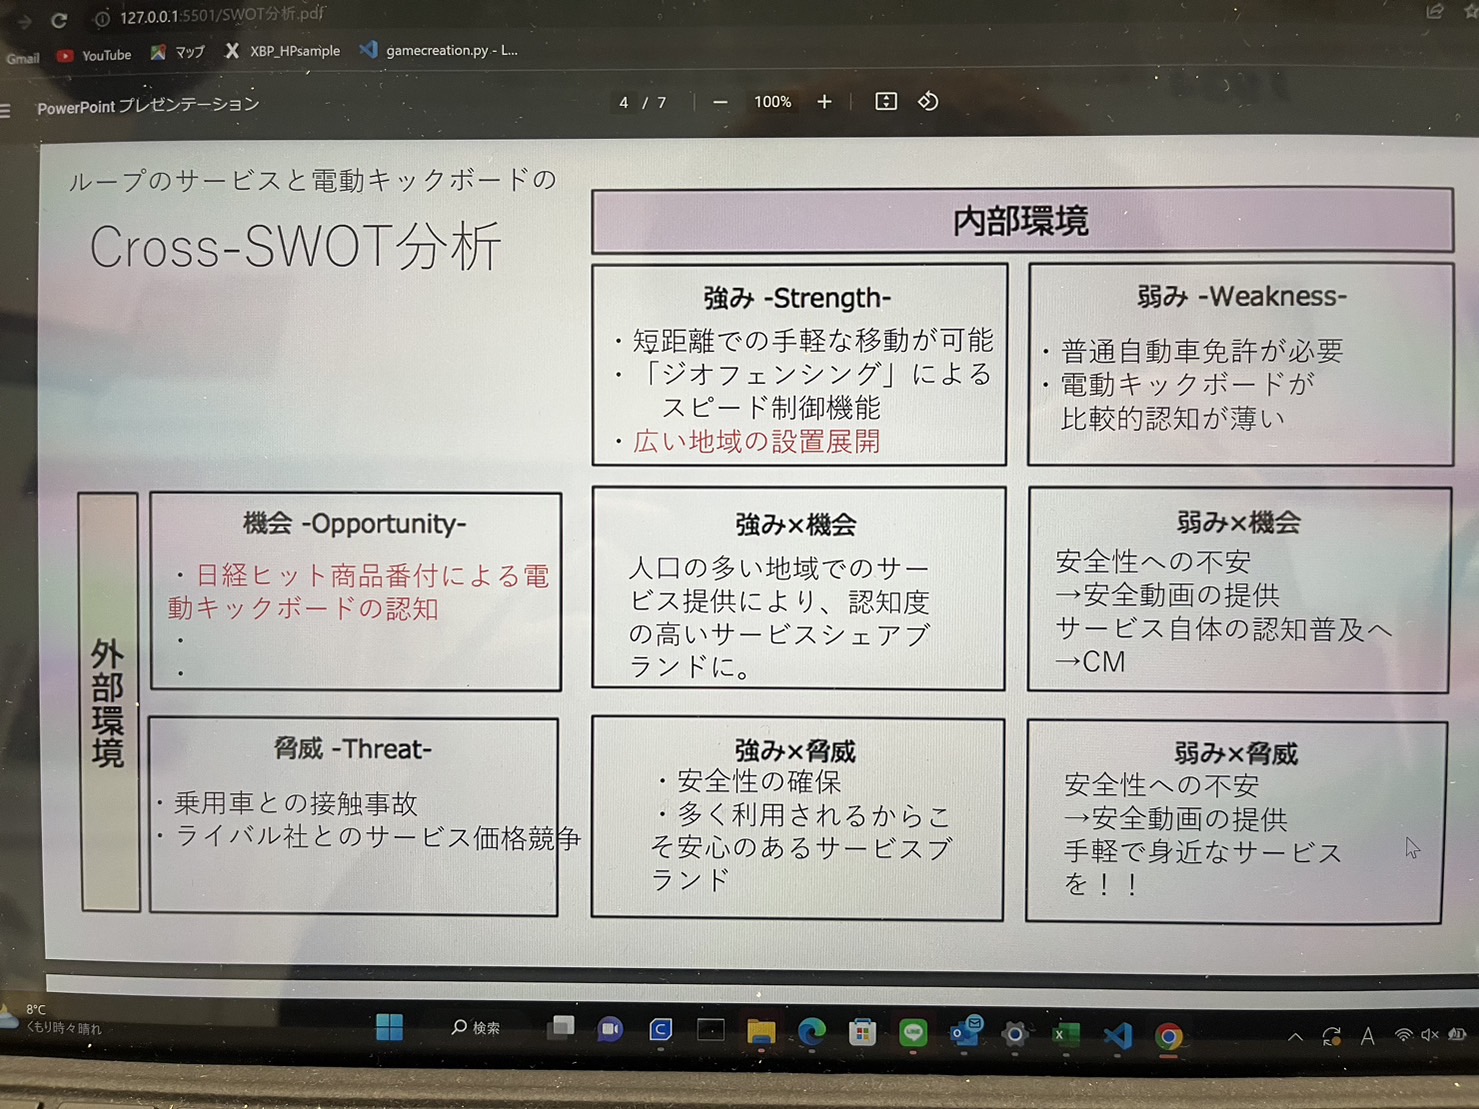 127.0.0.1:5501/SWOT分析.pdf
Gmail
YouTube
マップ
XBP_HPsample
gamecreation.py - L...
PowerPoint プレゼンテーション
4 / 7
100%
ループのサービスと電動キックボードの
Cross-SWOT分析
内部環境
強み -Strength-
・短距離での手軽な移動が可能
・「ジオフェンシング」による
スピード制御機能
・広い地域の設置展開
弱み -Weakness-
・普通自動車免許が必要
・電動キックボードが
比較的認知が薄い
外部環境
機会 -Opportunity-
・日経ヒット商品番付による電
動キックボードの認知
・
・
強み×機会
人口の多い地域でのサー
ビス提供により、認知度
の高いサービスシェアブ
ランドに。
弱み×機会
安全性への不安
→安全動画の提供
サービス自体の認知普及へ
→CM
脅威 -Threat-
・乗用車との接触事故
・ライバル社とのサービス価格競争
強み×脅威
・安全性の確保
・多く利用されるからこ
そ安心のあるサービスブ
ランド
弱み×脅威
安全性への不安
→安全動画の提供
手軽で身近なサービス
を！！
8°C
くもり時々晴れ
検索
LINE
A